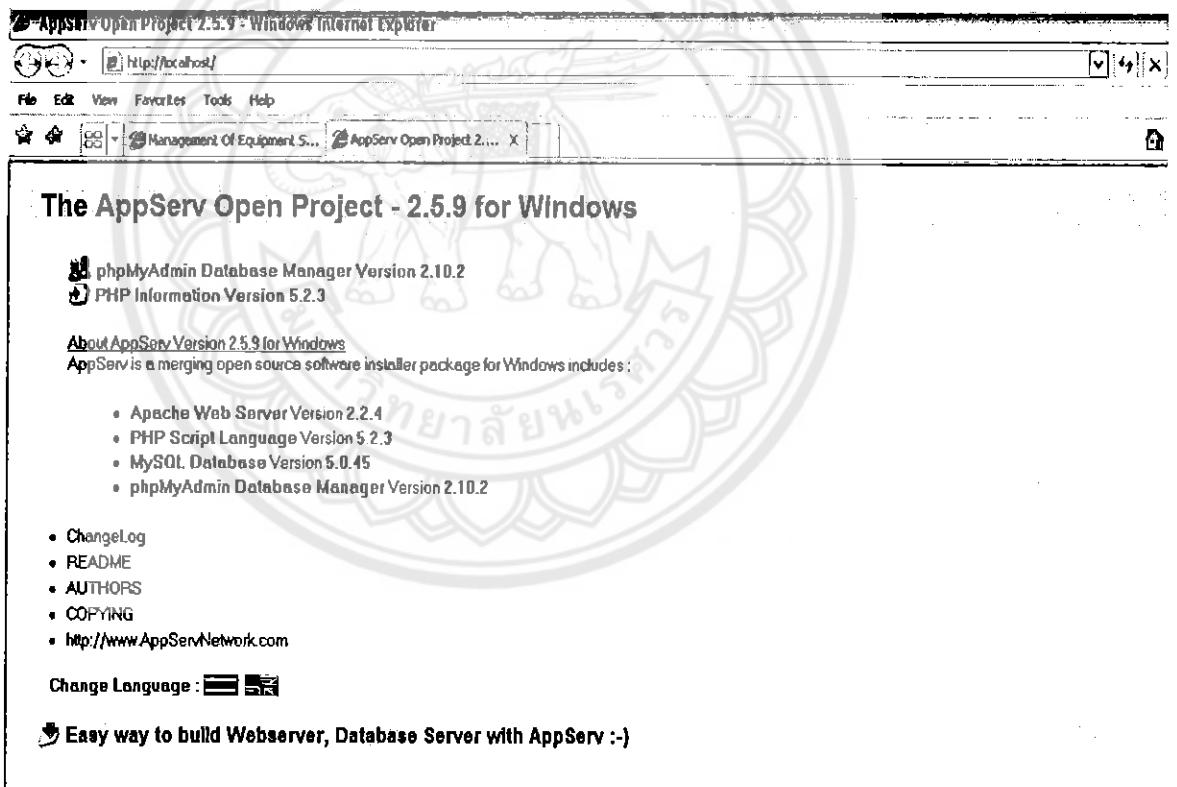 AppServ Open Project 2.5.9 - Windows Internet Explorer
http://localhost/
File Edit View Favorites Tools Help
Management Of Equipment S... AppServ Open Project 2.... X
The AppServ Open Project - 2.5.9 for Windows
phpMyAdmin Database Manager Version 2.10.2
PHP Information Version 5.2.3
About AppServ Version 2.5.9 for Windows
AppServ is a merging open source software installer package for Windows includes :
• Apache Web Server Version 2.2.4
• PHP Script Language Version 5.2.3
• MySQL Database Version 5.0.45
• phpMyAdmin Database Manager Version 2.10.2
• ChangeLog
• README
• AUTHORS
• COPYING
• http://www.AppServNetwork.com
Change Language :
Easy way to build Webserver, Database Server with AppServ :-)